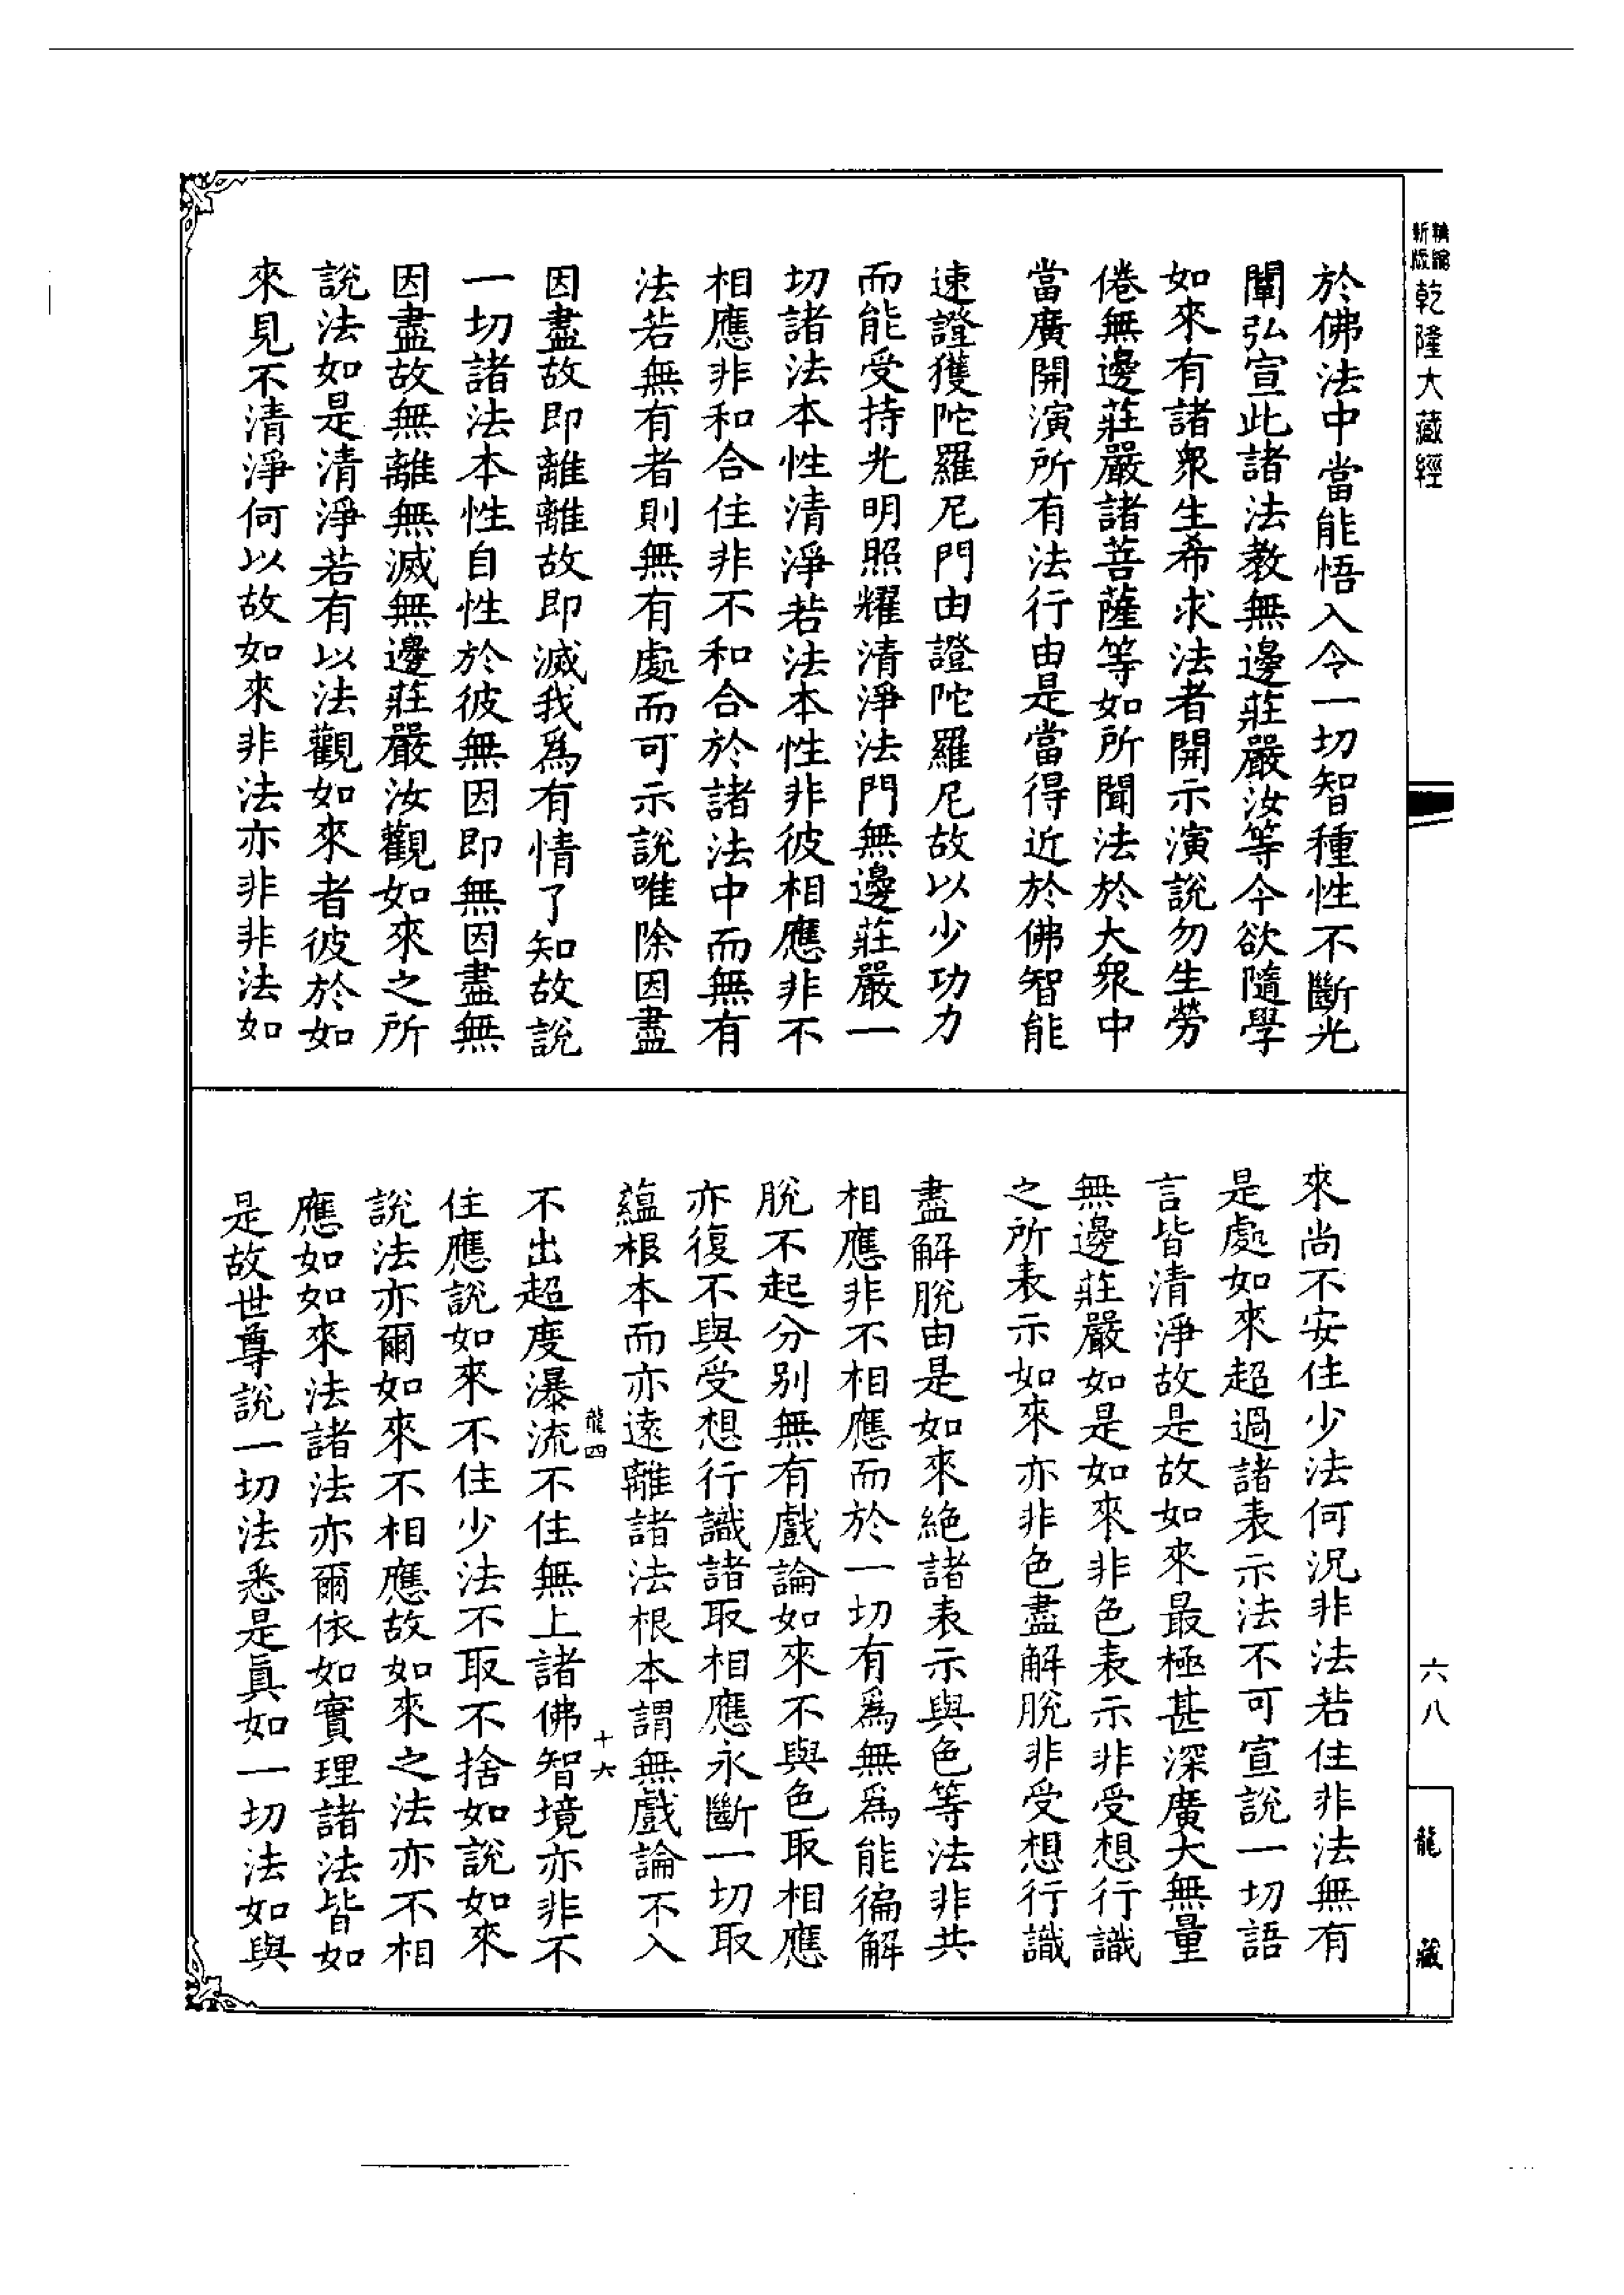 新版
乾隆大藏經
於佛法中當能悟入令一切智種性不斷光
闡弘宣此諸法教無邊莊嚴汝等今欲隨學
如來有諸衆生希求法者開示演說勿生勞
倦無邊莊嚴諸菩薩等如所聞法於大衆中
當廣開演所有法行由是當得近於佛智能
速證獲陀羅尼門由證陀羅尼故以少功力
而能受持光明照耀清淨法門無邊莊嚴一
切諸法本性清淨若法本性非彼相應非不
相應非和合住非不和合於諸法中而無有
法若無有者則無有處而可示說唯除因盡
因盡故即離離故即滅我爲有情了知故說
一切諸法本性自性於彼無因即無因盡無
因盡故無離無滅無邊莊嚴汝觀如來之所
說法如是清淨若有以法觀如來者彼於如
來見不清淨何以故如來非法亦非非法如
來尚不安住少法何況非法若住非法無有
是處如來超過諸表示法不可宣說一切語
言皆清淨故是故如來最極甚深廣大無量
無邊莊嚴如是如來非色表示非受想行識
之所表示如來亦非色盡解脫非受想行識
盡解脫由是如來絕諸表示與色等法非共
相應非不相應而於一切有爲無爲能徧解
脫不起分別無有戲論如來不與色取相應
亦復不與受想行識諸取相應永斷一切取
蘊根本而亦遠離諸法根本謂無戲論不入
龍四
十六
不出超度瀑流不住無上諸佛智境亦非不
住應說如來不住少法不取不捨如說如來
說法亦爾如來不相應故如來之法亦不相
應如如來法諸法亦爾依如實理諸法皆如
是故世尊說一切法悉是眞如一切法如與
六八
龍藏